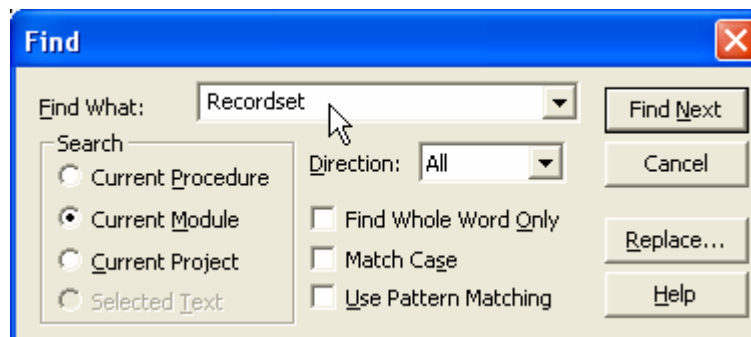 Find
Find What: Recordset
Find Next
Search
Direction: All
Cancel
Current Procedure
Current Module
Find Whole Word Only
Replace...
Current Project
Match Case
Selected Text
Use Pattern Matching
Help